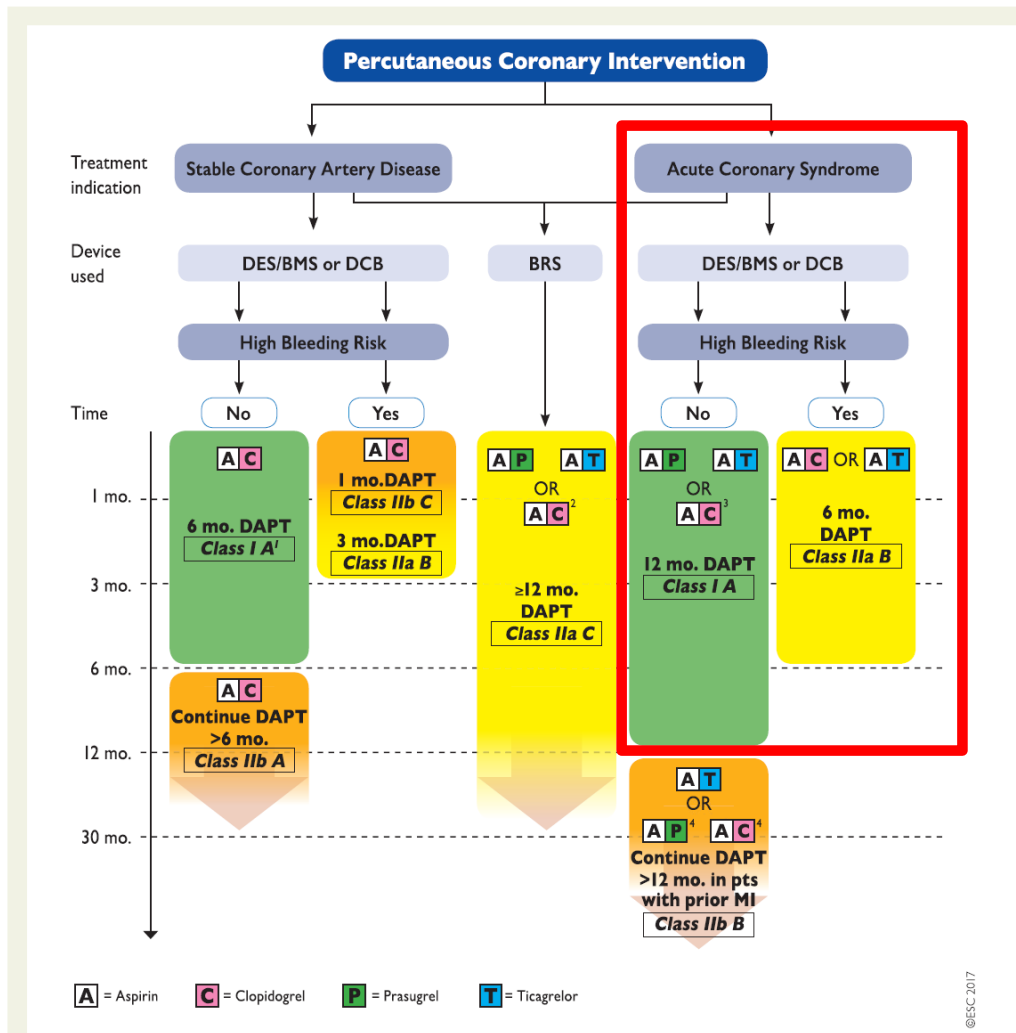 Percutaneous Coronary Intervention
Treatment
indication
Stable Coronary Artery Disease
Acute Coronary Syndrome
Device
used
DES/BMS or DCB
BRS
DES/BMS or DCB
High Bleeding Risk
High Bleeding Risk
Time
No
Yes
No
Yes
A C
6 mo. DAPT
Class I A1
A C
1 mo.DAPT
Class IIb C
3 mo.DAPT
Class IIa B
A P A T
OR
A C 2
≥12 mo.
DAPT
Class IIa C
A P A T
OR
A C 3
12 mo. DAPT
Class I A
A C OR A T
6 mo.
DAPT
Class IIa B
1 mo.
3 mo.
6 mo.
12 mo.
30 mo.
A C
Continue DAPT
>6 mo.
Class IIb A
A T
OR
A P 4 A C 4
Continue DAPT
>12 mo. in pts
with prior MI
Class IIb B
A = Aspirin C = Clopidogrel P = Prasugrel T = Ticagrelor
©ESC 2017